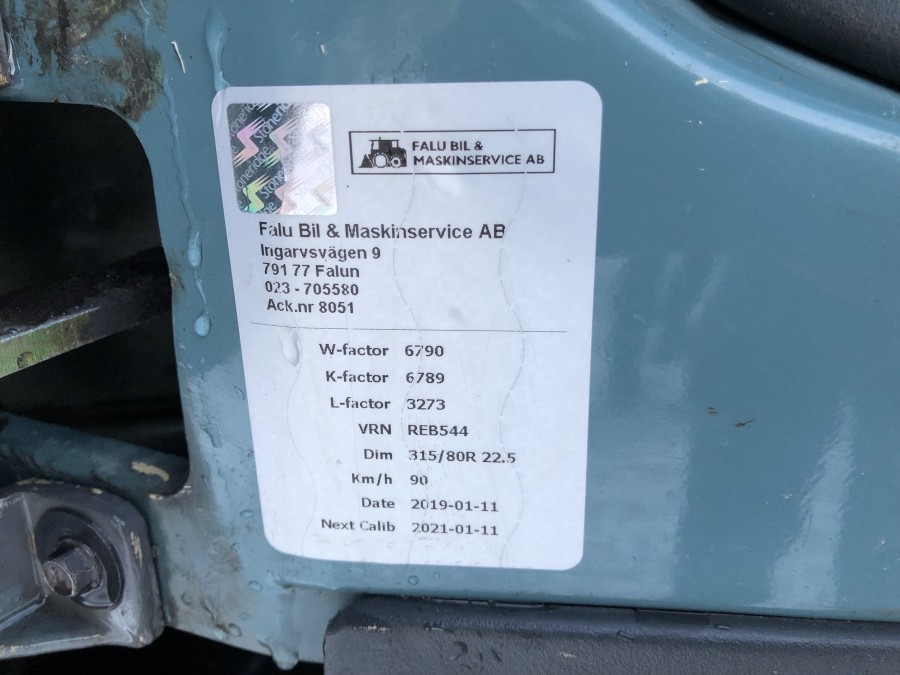 Stoneridge
FALU BIL &
MASKINSERVICE AB
Falu Bil & Maskinservice AB
Ingarvsvägen 9
791 77 Falun
023 - 705580
Ack.nr 8051
W-factor 6790
K-factor 6789
L-factor 3273
VRN REB544
Dim 315/80R 22.5
Km/h 90
Date 2019-01-11
Next Calib 2021-01-11